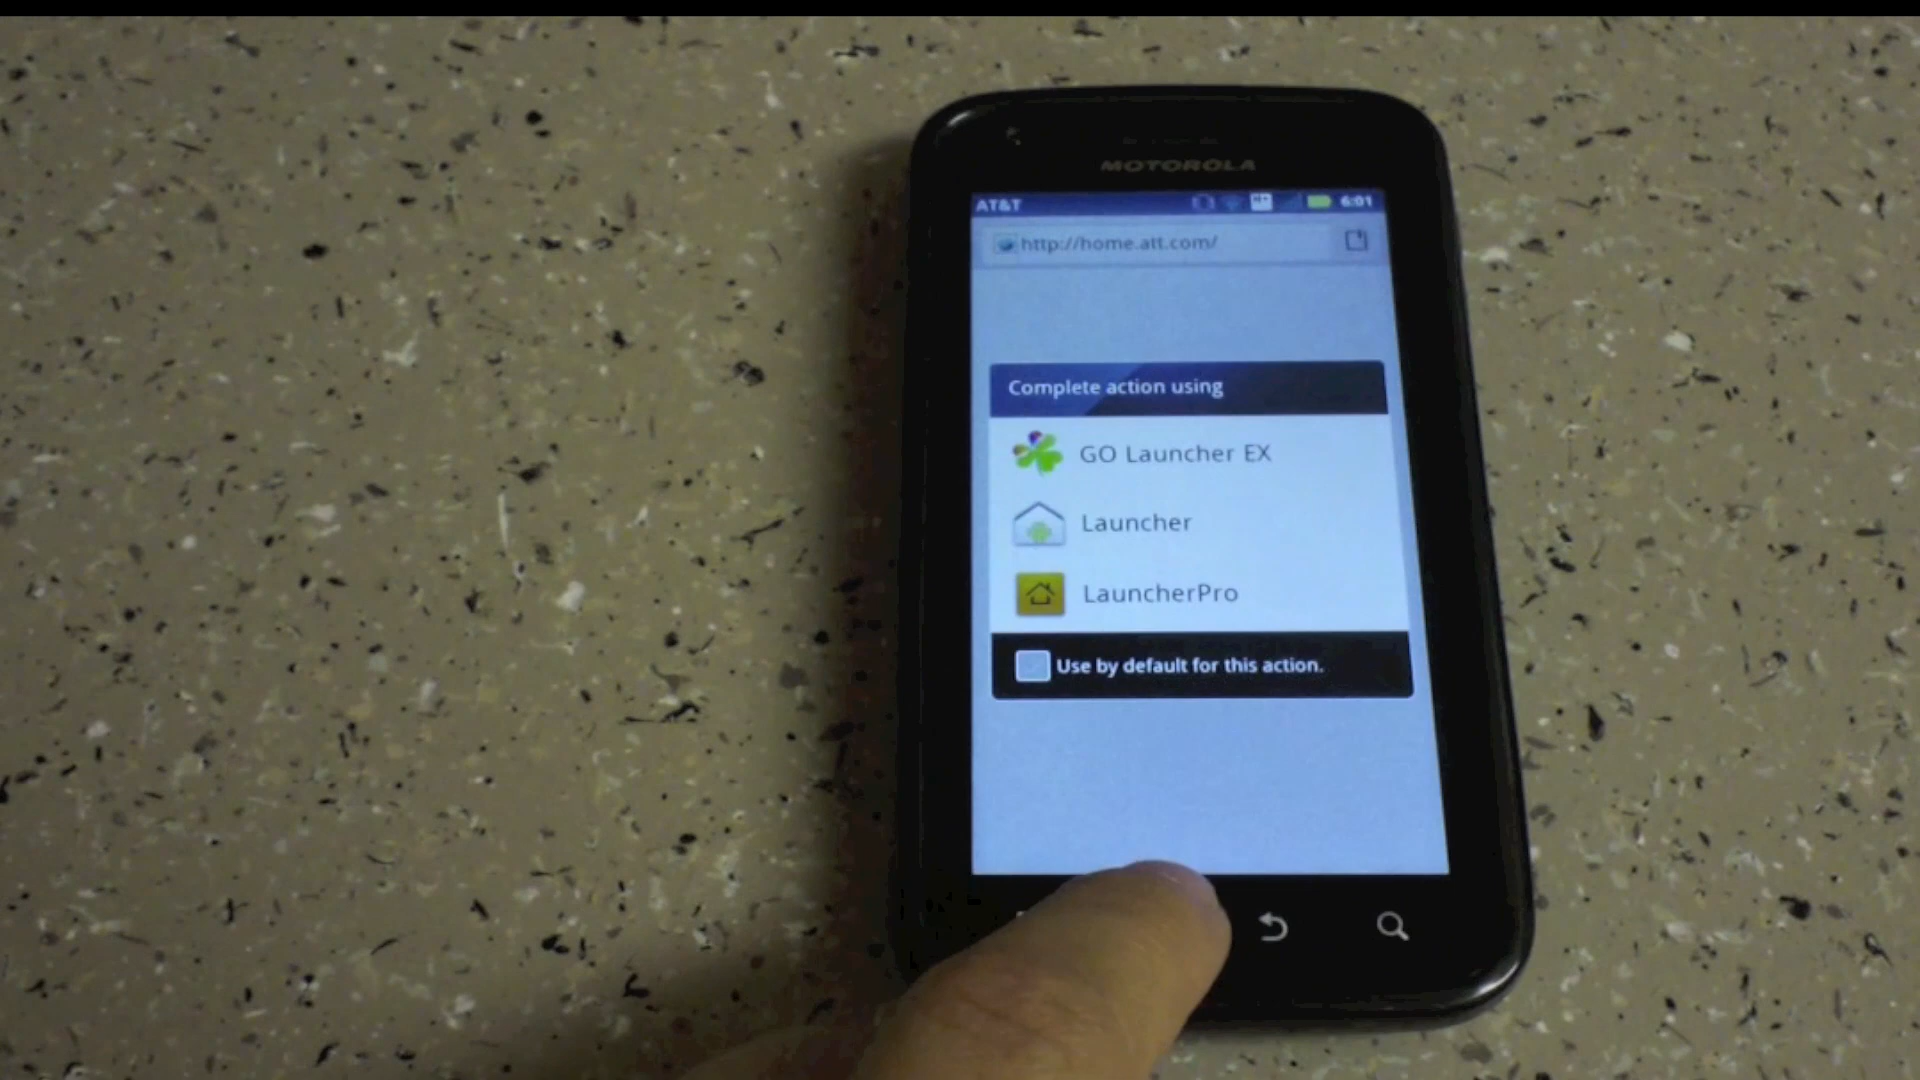 MOTOROLA
AT&T 6:01
http://home.att.com/
Complete action using
GO Launcher EX
Launcher
LauncherPro
Use by default for this action.